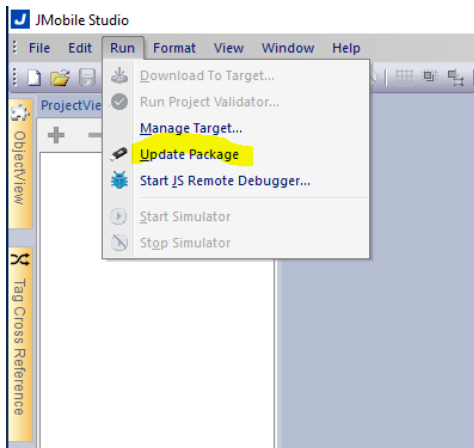 JMobile Studio
File Edit Run Format View Window Help
Download To Target...
ProjectVie
Run Project Validator...
Manage Target...
Update Package
Start JS Remote Debugger...
Start Simulator
Stop Simulator
ObjectView
Tag Cross Reference